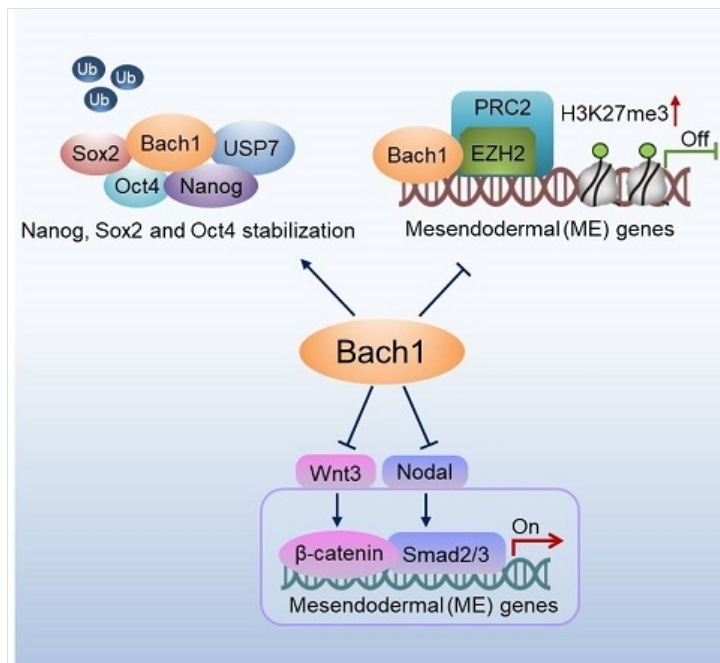 Ub
Ub
Ub
Sox2
Bach1
USP7
Oct4
Nanog
Nanog, Sox2 and Oct4 stabilization
PRC2
H3K27me3
Off
Bach1
EZH2
Mesendodermal (ME) genes
Bach1
Wnt3
Nodal
On
β-catenin
Smad2/3
Mesendodermal (ME) genes